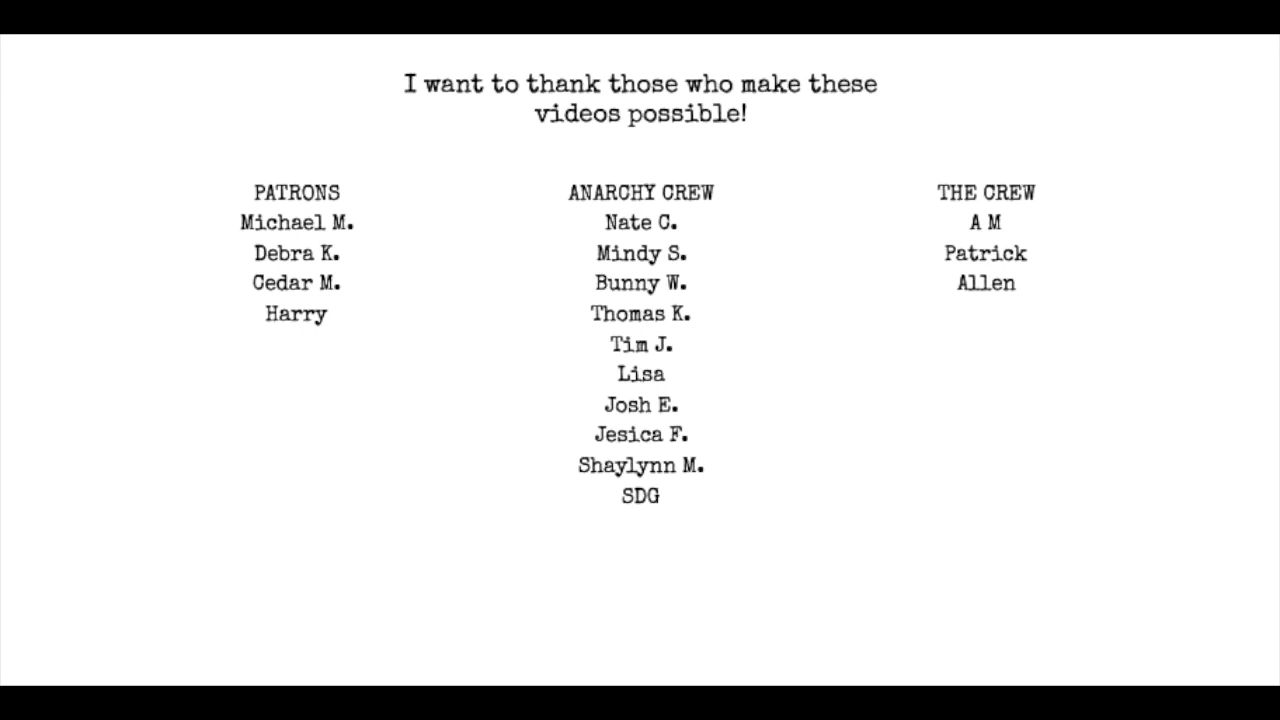 I want to thank those who make these
videos possible!
PATRONS
Michael M.
Debra K.
Cedar M.
Harry
ANARCHY CREW
Nate C.
Mindy S.
Bunny W.
Thomas K.
Tim J.
Lisa
Josh E.
Jesica F.
Shaylynn M.
SDG
THE CREW
A M
Patrick
Allen